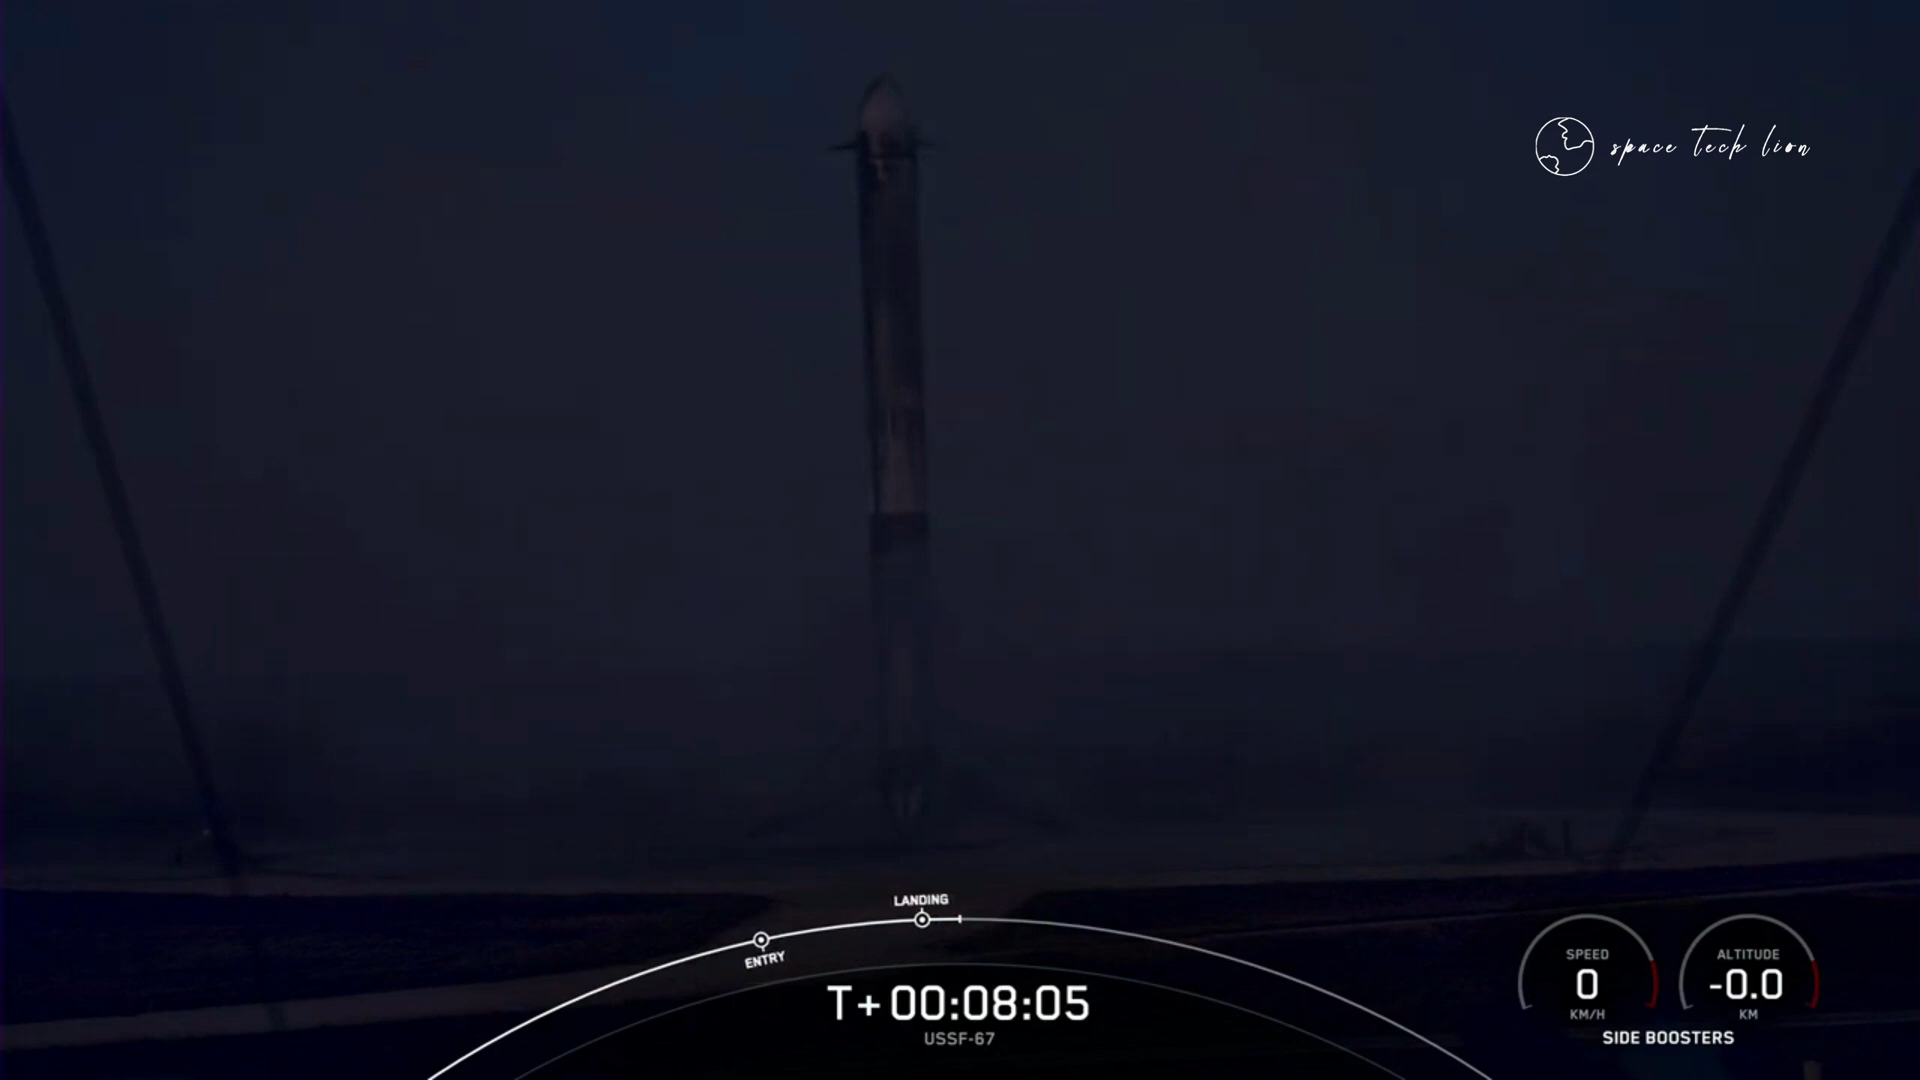 space tech lion
LANDING
ENTRY
T+00:08:05
USSF-67
SPEED
0
KM/H
ALTITUDE
-0.0
KM
SIDE BOOSTERS